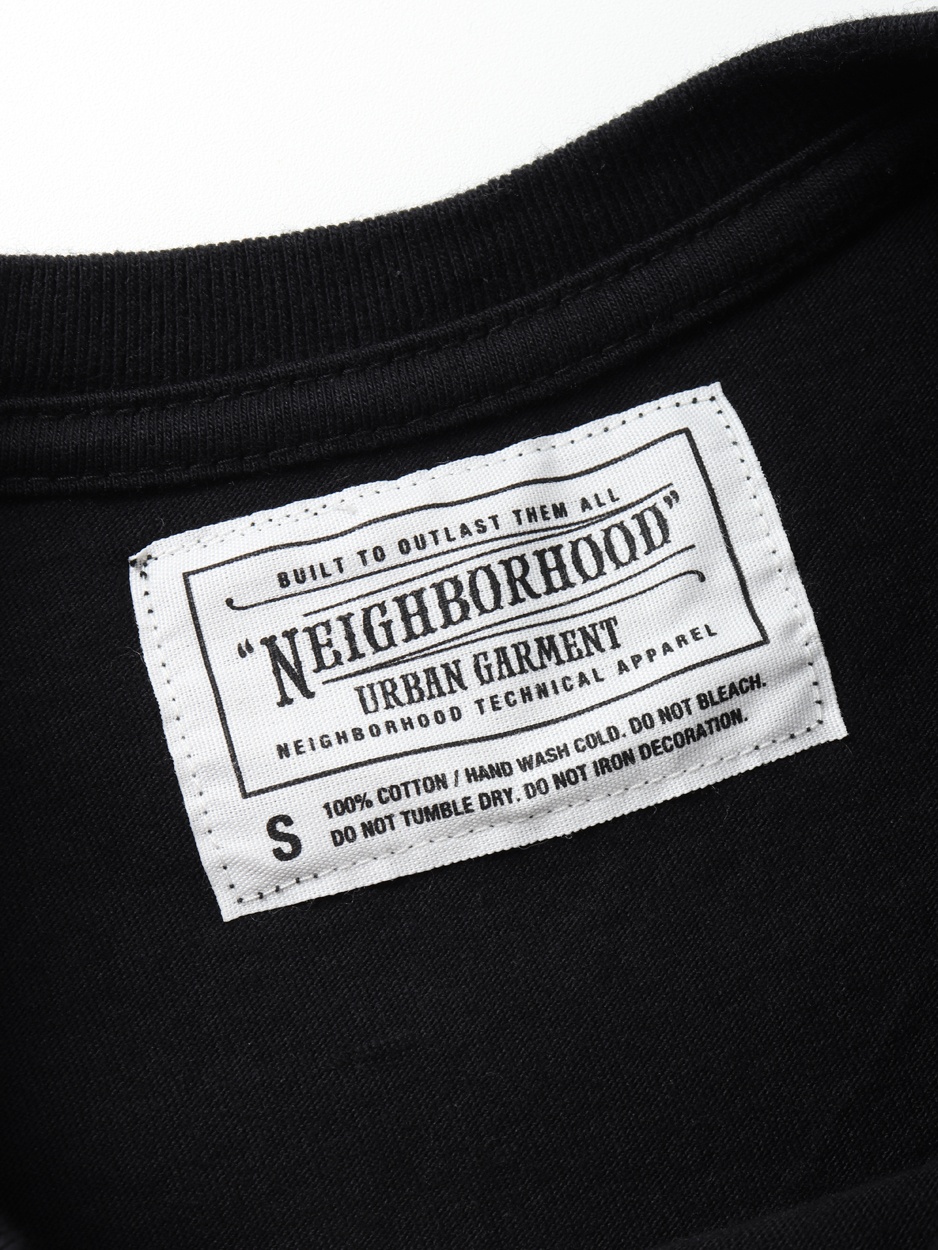 BUILT TO OUTLAST THEM ALL
“NEIGHBORHOOD”
URBAN GARMENT
NEIGHBORHOOD TECHNICAL APPAREL
100% COTTON / HAND WASH COLD. DO NOT BLEACH.
DO NOT TUMBLE DRY. DO NOT IRON DECORATION.
S